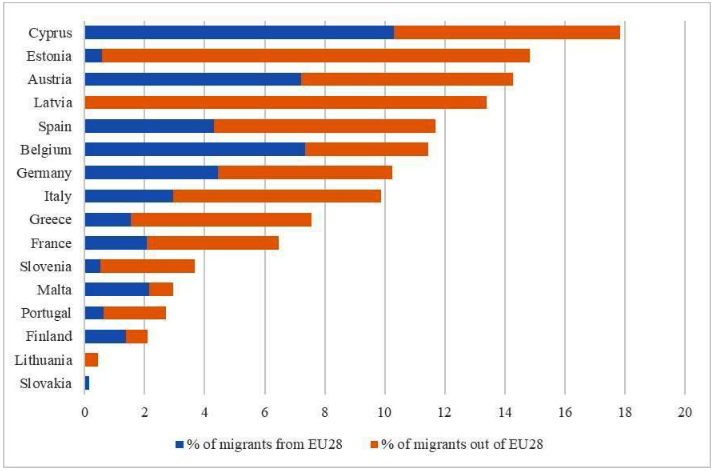 Cyprus
Estonia
Austria
Latvia
Spain
Belgium
Germany
Italy
Greece
France
Slovenia
Malta
Portugal
Finland
Lithuania
Slovakia
0 2 4 6 8 10 12 14 16 18 20
% of migrants from EU28 % of migrants out of EU28